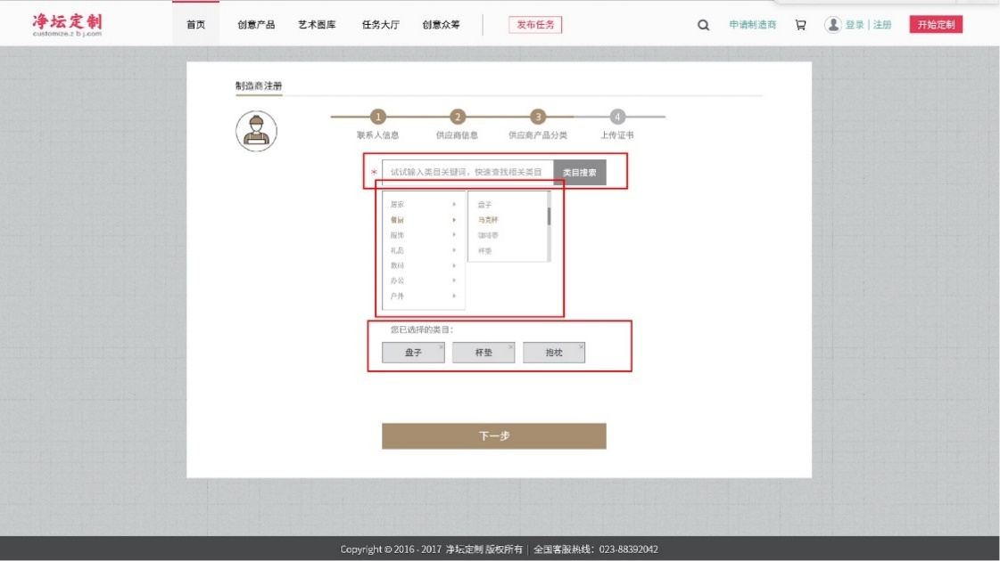 净坛定制
customize.zbj.com
首页
创意产品
艺术图库
任务大厅
创意众筹
发布任务
申请制造商
登录 | 注册
开始定制
制造商注册
1
2
3
4
联系人信息
供应商信息
供应商产品分类
上传证书
* 试试输入类目关键词，快速查找相关类目
类目搜索
居家
餐厨
服饰
礼品
数码
办公
户外
盘子
马克杯
咖啡壶
杯垫
您已选择的类目：
盘子
杯垫
抱枕
下一步
Copyright © 2016 - 2017 净坛定制 版权所有 | 全国客服热线：023-88392042